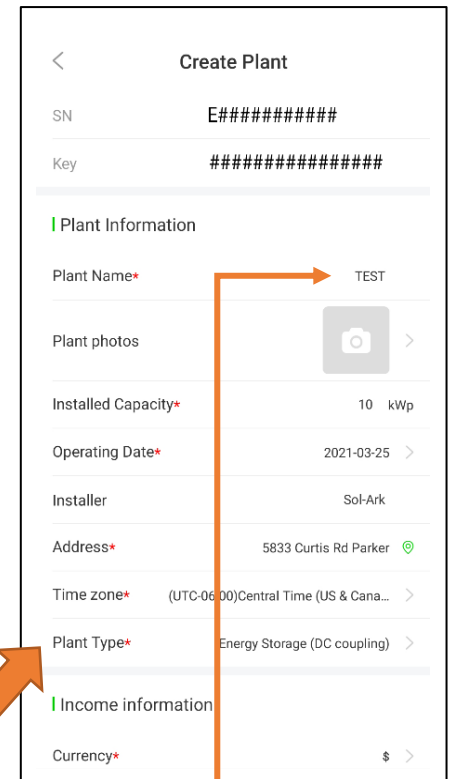 Create Plant
SN E###########
Key ################
Plant Information
Plant Name* TEST
Plant photos
Installed Capacity* 10 kWp
Operating Date* 2021-03-25
Installer Sol-Ark
Address* 5833 Curtis Rd Parker
Time zone* (UTC-06:00)Central Time (US & Cana...
Plant Type* Energy Storage (DC coupling)
Income information
Currency* $